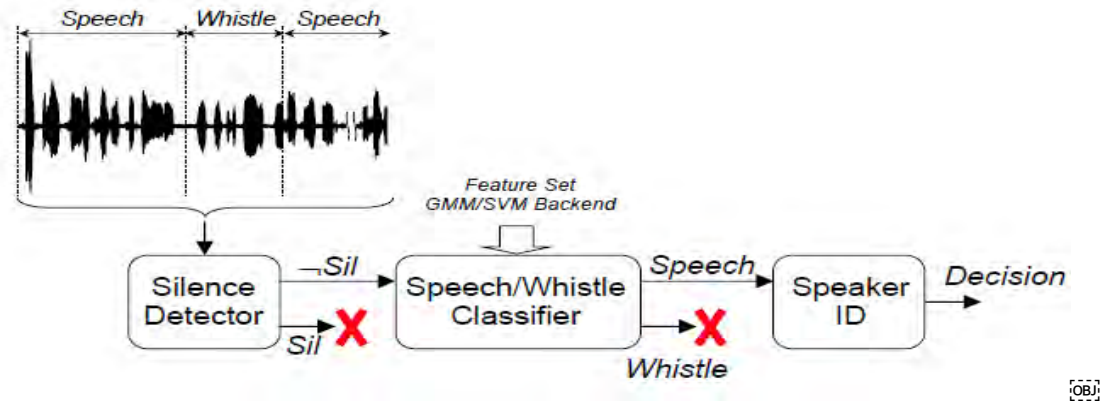 Speech Whistle Speech
Feature Set
GMM/SVM Backend
Silence
Detector
¬Sil
Sil
Speech/Whistle
Classifier
Speech
Whistle
Speaker
ID
Decision
OBJ